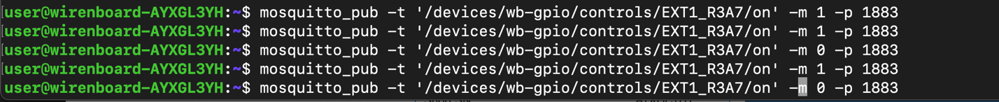 user@wirenboard-AYXGL3YH:~$ mosquitto_pub -t '/devices/wb-gpio/controls/EXT1_R3A7/on' -m 1 -p 1883
user@wirenboard-AYXGL3YH:~$ mosquitto_pub -t '/devices/wb-gpio/controls/EXT1_R3A7/on' -m 1 -p 1883
user@wirenboard-AYXGL3YH:~$ mosquitto_pub -t '/devices/wb-gpio/controls/EXT1_R3A7/on' -m 0 -p 1883
user@wirenboard-AYXGL3YH:~$ mosquitto_pub -t '/devices/wb-gpio/controls/EXT1_R3A7/on' -m 1 -p 1883
user@wirenboard-AYXGL3YH:~$ mosquitto_pub -t '/devices/wb-gpio/controls/EXT1_R3A7/on' -m 0 -p 1883